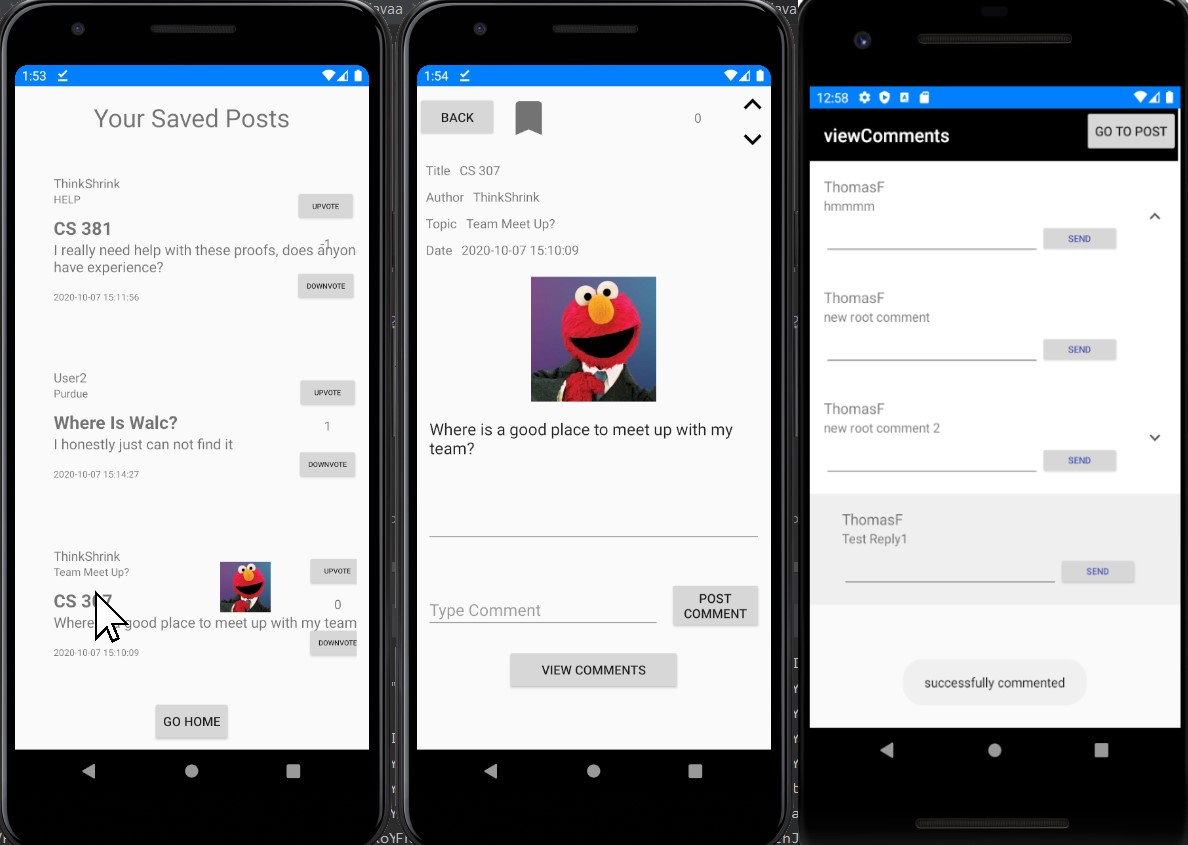 1:53
Your Saved Posts
ThinkShrink
HELP
UPVOTE
CS 381
I really need help with these proofs, does anyon
have experience?
DOWNVOTE
2020-10-07 15:11:56
User2
Purdue
UPVOTE
Where Is Walc?
1
I honestly just can not find it
DOWNVOTE
2020-10-07 15:14:27
ThinkShrink
Team Meet Up?
UPVOTE
CS 307
0
Where good place to meet up with my team
DOWNVOTE
2020-10-07 15:10:09
GO HOME
1:54
BACK
0
Title CS 307
Author ThinkShrink
Topic Team Meet Up?
Date 2020-10-07 15:10:09
Where is a good place to meet up with my
team?
Type Comment
POST
COMMENT
VIEW COMMENTS
12:58
viewComments
GO TO POST
ThomasF
hmmmm
SEND
ThomasF
new root comment
SEND
ThomasF
new root comment 2
SEND
ThomasF
Test Reply1
SEND
successfully commented